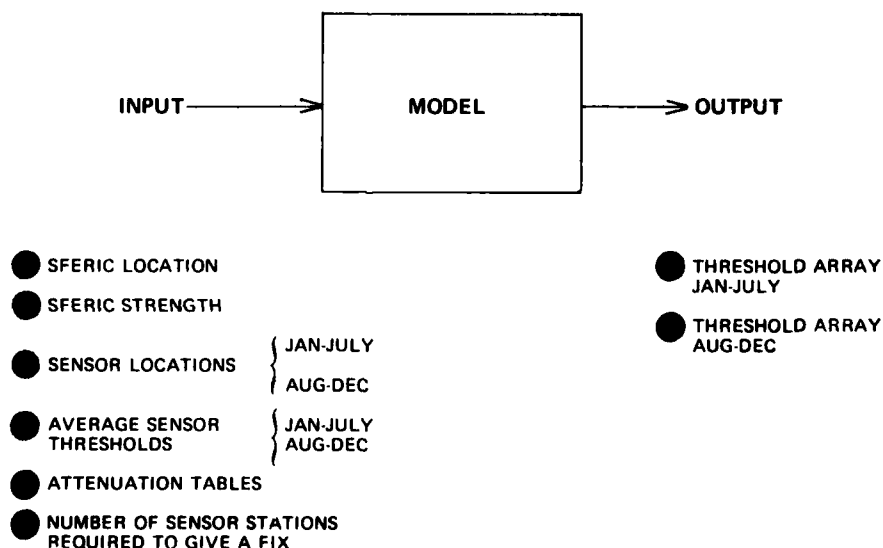 INPUT
MODEL
OUTPUT
SFERIC LOCATION
SFERIC STRENGTH
SENSOR LOCATIONS
JAN-JULY
AUG-DEC
AVERAGE SENSOR
THRESHOLDS
JAN-JULY
AUG-DEC
ATTENUATION TABLES
NUMBER OF SENSOR STATIONS
REQUIRED TO GIVE A FIX
THRESHOLD ARRAY
JAN-JULY
THRESHOLD ARRAY
AUG-DEC